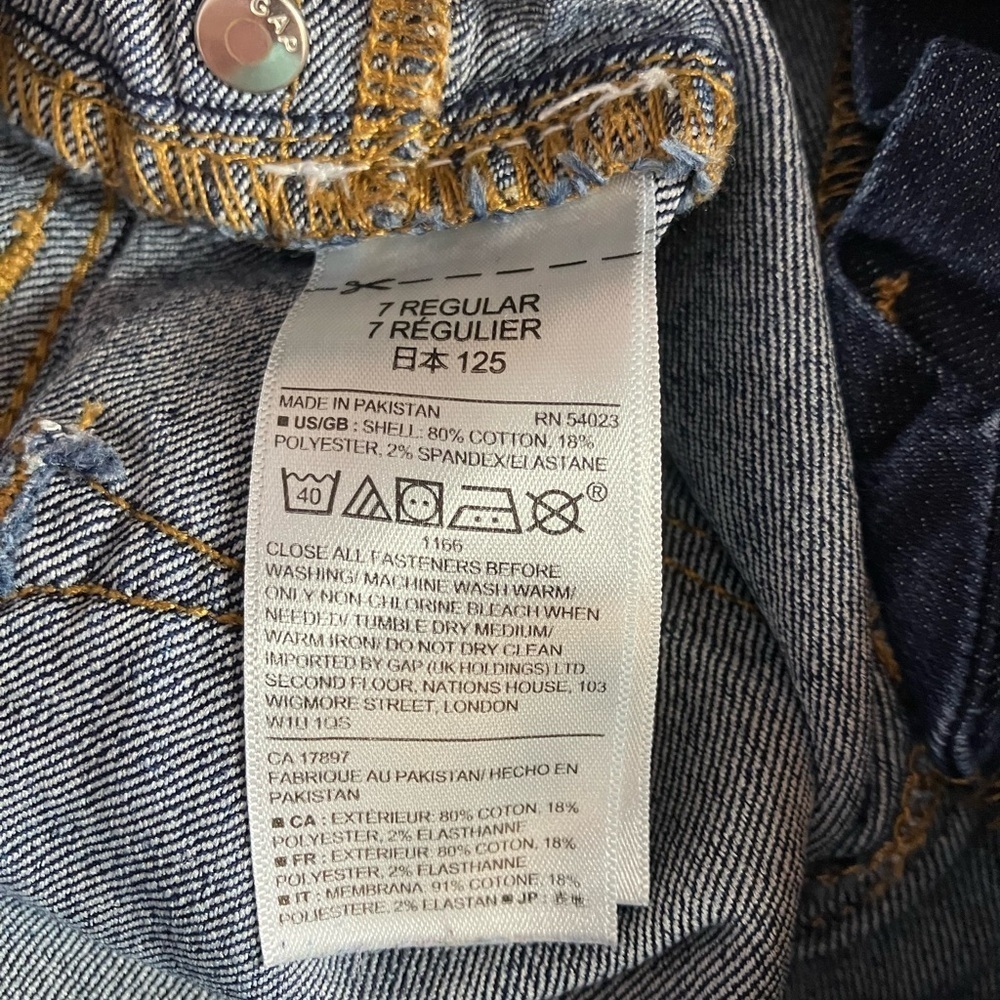 GAP
7 REGULAR
7 RÉGULIER
日本 125
MADE IN PAKISTAN RN 54023
■ US/GB : SHELL: 80% COTTON, 18%
POLYESTER, 2% SPANDEX/ELASTANE
40
®
1166
CLOSE ALL FASTENERS BEFORE
WASHING/ MACHINE WASH WARM/
ONLY NON-CHLORINE BLEACH WHEN
NEEDED/ TUMBLE DRY MEDIUM/
WARM IRON/ DO NOT DRY CLEAN
IMPORTED BY GAP (UK HOLDINGS) LTD.
SECOND FLOOR, NATIONS HOUSE, 103
WIGMORE STREET, LONDON
W1U 1QS
CA 17897
FABRIQUE AU PAKISTAN/ HECHO EN
PAKISTAN
■ CA : EXTÉRIEUR: 80% COTON, 18%
POLYESTER, 2% ELASTHANNE
■ FR : EXTÉRIEUR: 80% COTON, 18%
POLYESTER, 2% ELASTHANNE
■ IT : MEMBRANA: 91% COTONE, 18%
POLIESTERE, 2% ELASTAN ■ JP :